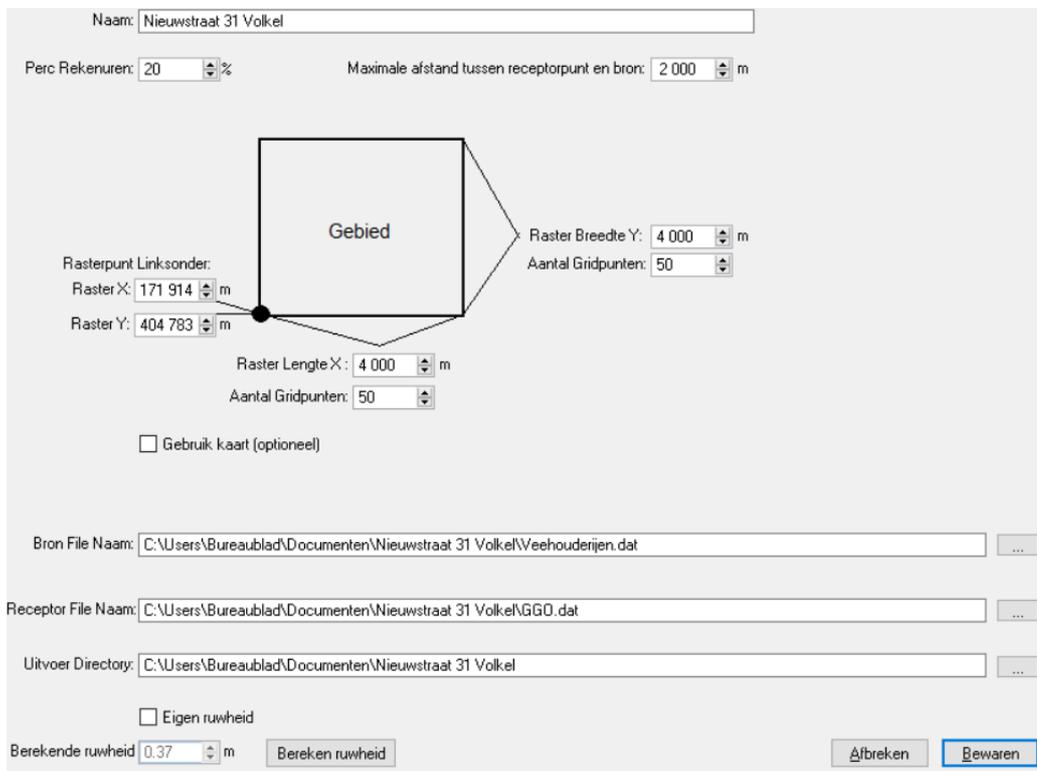 Naam: Nieuwstraat 31 Volkel
Perc Rekenuren: 20 % Maximale afstand tussen receptorpunt en bron: 2 000 m
Gebied
Raster Breedte Y: 4 000 m
Rasterpunt Linksonder: Aantal Gridpunten: 50
Raster X: 171 914 m
Raster Y: 404 783 m
Raster Lengte X : 4 000 m
Aantal Gridpunten: 50
Gebruik kaart (optioneel)
Bron File Naam: C:\Users\Bureaublad\Documenten\Nieuwstraat 31 Volkel\Veehouderijen.dat ...
Receptor File Naam: C:\Users\Bureaublad\Documenten\Nieuwstraat 31 Volkel\GGO.dat ...
Uitvoer Directory: C:\Users\Bureaublad\Documenten\Nieuwstraat 31 Volkel ...
Eigen ruwheid
Berekende ruwheid 0.37 m Bereken ruwheid Afbreken Bewaren